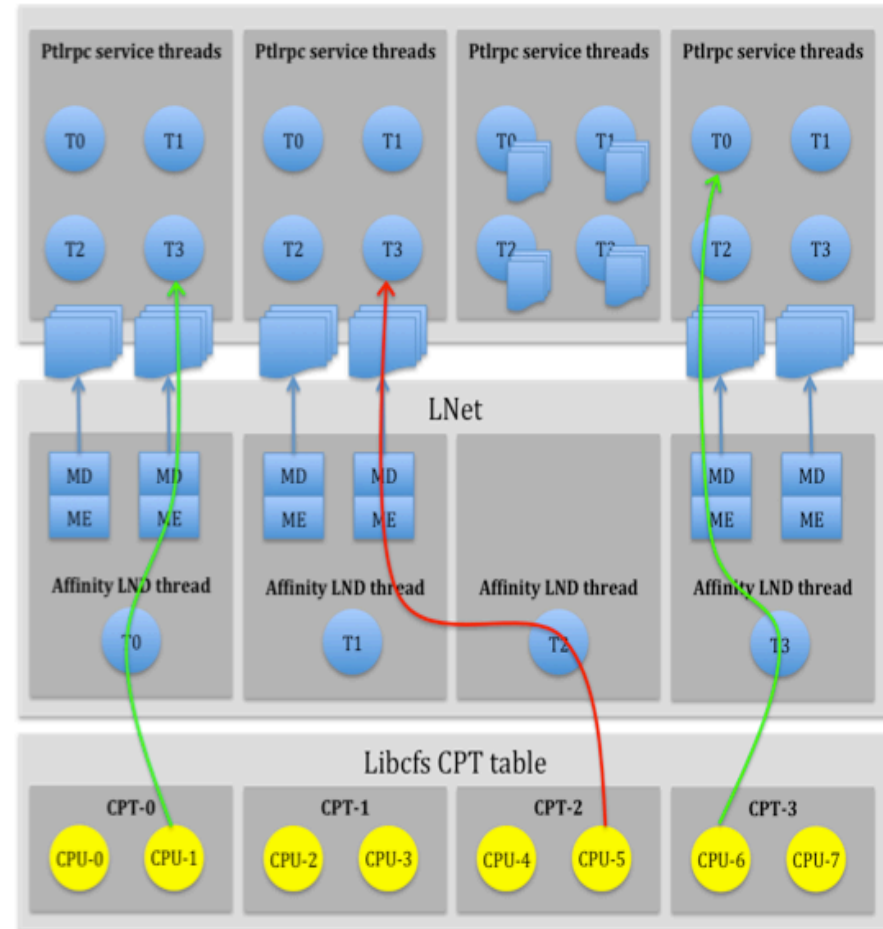 Ptlrpc service threads Ptlrpc service threads Ptlrpc service threads Ptlrpc service threads
T0 T1 T0 T1 T0 T1 T0 T1
T2 T3 T2 T3 T2 T3 T2 T3
LNet
MD MD MD MD MD MD
ME ME ME ME ME ME
Affinity LND thread Affinity LND thread Affinity LND thread Affinity LND thread
T0 T1 T2 T3
Libcfs CPT table
CPT-0 CPT-1 CPT-2 CPT-3
CPU-0 CPU-1 CPU-2 CPU-3 CPU-4 CPU-5 CPU-6 CPU-7